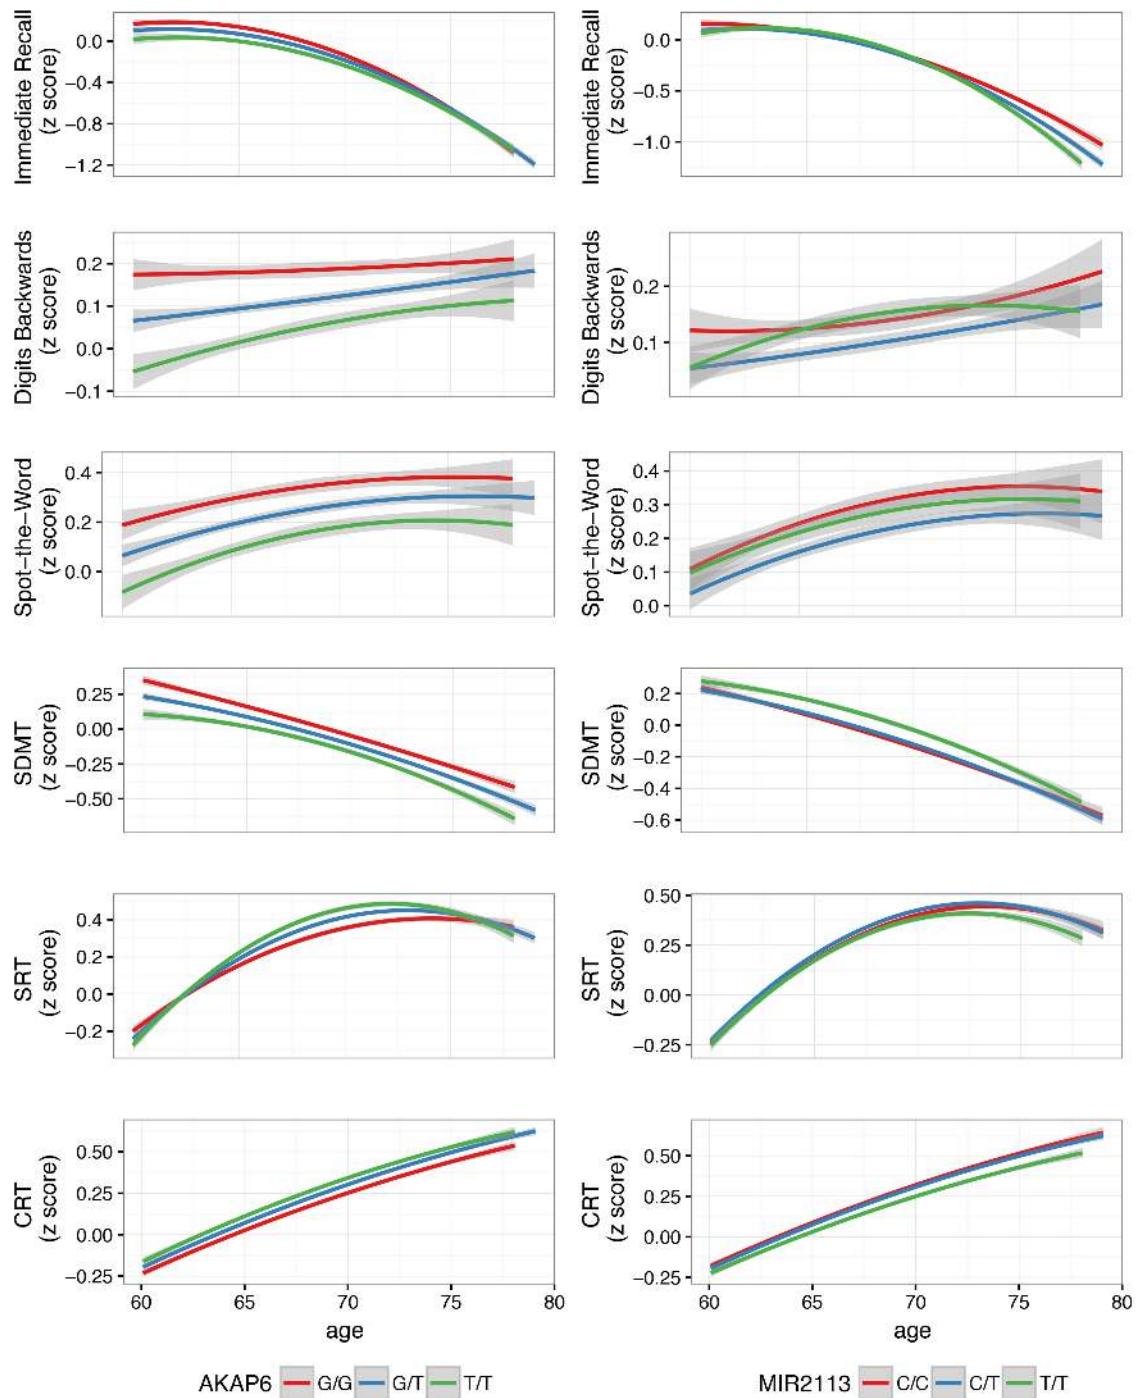 Immediate Recall
(z score)
0.0
−0.4
−0.8
−1.2
Immediate Recall
(z score)
0.0
−0.5
−1.0
Digits Backwards
(z score)
0.2
0.1
0.0
−0.1
Digits Backwards
(z score)
0.2
0.1
Spot−the−Word
(z score)
0.4
0.2
0.0
Spot−the−Word
(z score)
0.4
0.3
0.2
0.1
0.0
SDMT
(z score)
0.25
0.00
−0.25
−0.50
SDMT
(z score)
0.2
0.0
−0.2
−0.4
−0.6
SRT
(z score)
0.4
0.2
0.0
−0.2
SRT
(z score)
0.50
0.25
0.00
−0.25
CRT
(z score)
0.50
0.25
0.00
−0.25
60 65 70 75 80
age
CRT
(z score)
0.50
0.25
0.00
−0.25
60 65 70 75 80
age
AKAP6 G/G G/T T/T
MIR2113 C/C C/T T/T